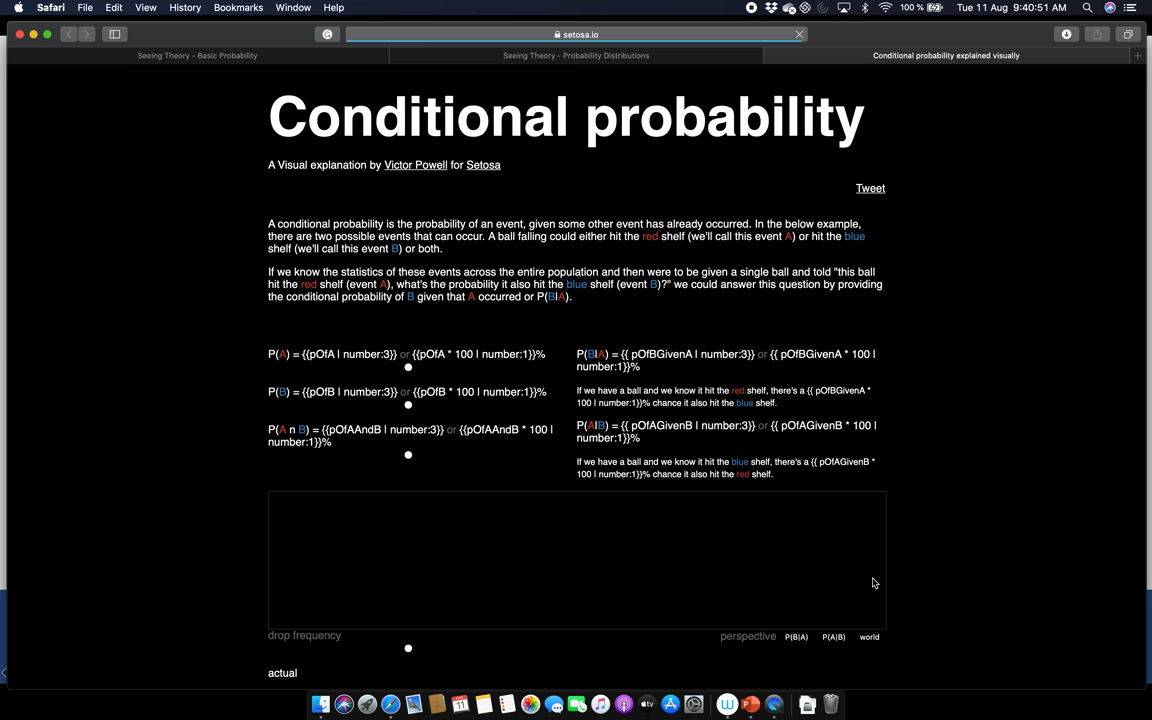 Safari File Edit View History Bookmarks Window Help 100 % Tue 11 Aug 9:40:51 AM
setosa.io
Seeing Theory - Basic Probability Seeing Theory - Probability Distributions Conditional probability explained visually
Conditional probability
A Visual explanation by Victor Powell for Setosa
Tweet
A conditional probability is the probability of an event, given some other event has already occurred. In the below example,
there are two possible events that can occur. A ball falling could either hit the red shelf (we'll call this event A) or hit the blue
shelf (we'll call this event B) or both.
If we know the statistics of these events across the entire population and then were to be given a single ball and told "this ball
hit the red shelf (event A), what's the probability it also hit the blue shelf (event B)?" we could answer this question by providing
the conditional probability of B given that A occurred or P(B|A).
P(A) = {{pOfA | number:3}} or {{pOfA * 100 | number:1}}%
P(B) = {{pOfB | number:3}} or {{pOfB * 100 | number:1}}%
P(A n B) = {{pOfAAndB | number:3}} or {{pOfAAndB * 100 |
number:1}}%
P(B|A) = {{ pOfBGivenA | number:3}} or {{ pOfBGivenA * 100 |
number:1}}%
If we have a ball and we know it hit the red shelf, there's a {{ pOfBGivenA *
100 | number:1}}% chance it also hit the blue shelf.
P(A|B) = {{ pOfAGivenB | number:3}} or {{ pOfAGivenB * 100 |
number:1}}%
If we have a ball and we know it hit the blue shelf, there's a {{ pOfAGivenB *
100 | number:1}}% chance it also hit the red shelf.
drop frequency
perspective P(B|A) P(A|B) world
actual